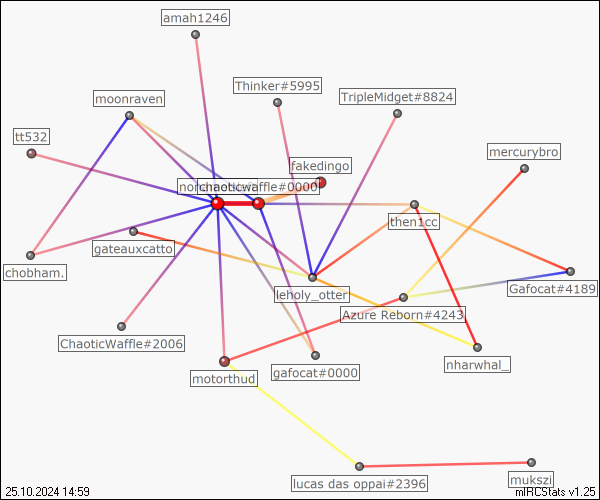 amah1246
Thinker#5995
TripleMidget#8824
moonraven
tt532
mercurybro
fakedingo
waffle#0000
then1cc
gateauxcatto
chobham.
leholy_otter
Gafocat#4189
Azure Reborn#4243
ChaoticWaffle#2006
gafocat#0000
nharwhal_
motorthud
lucas das oppai#2396
mukszi
25.10.2024 14:59
mIRCStats v1.25